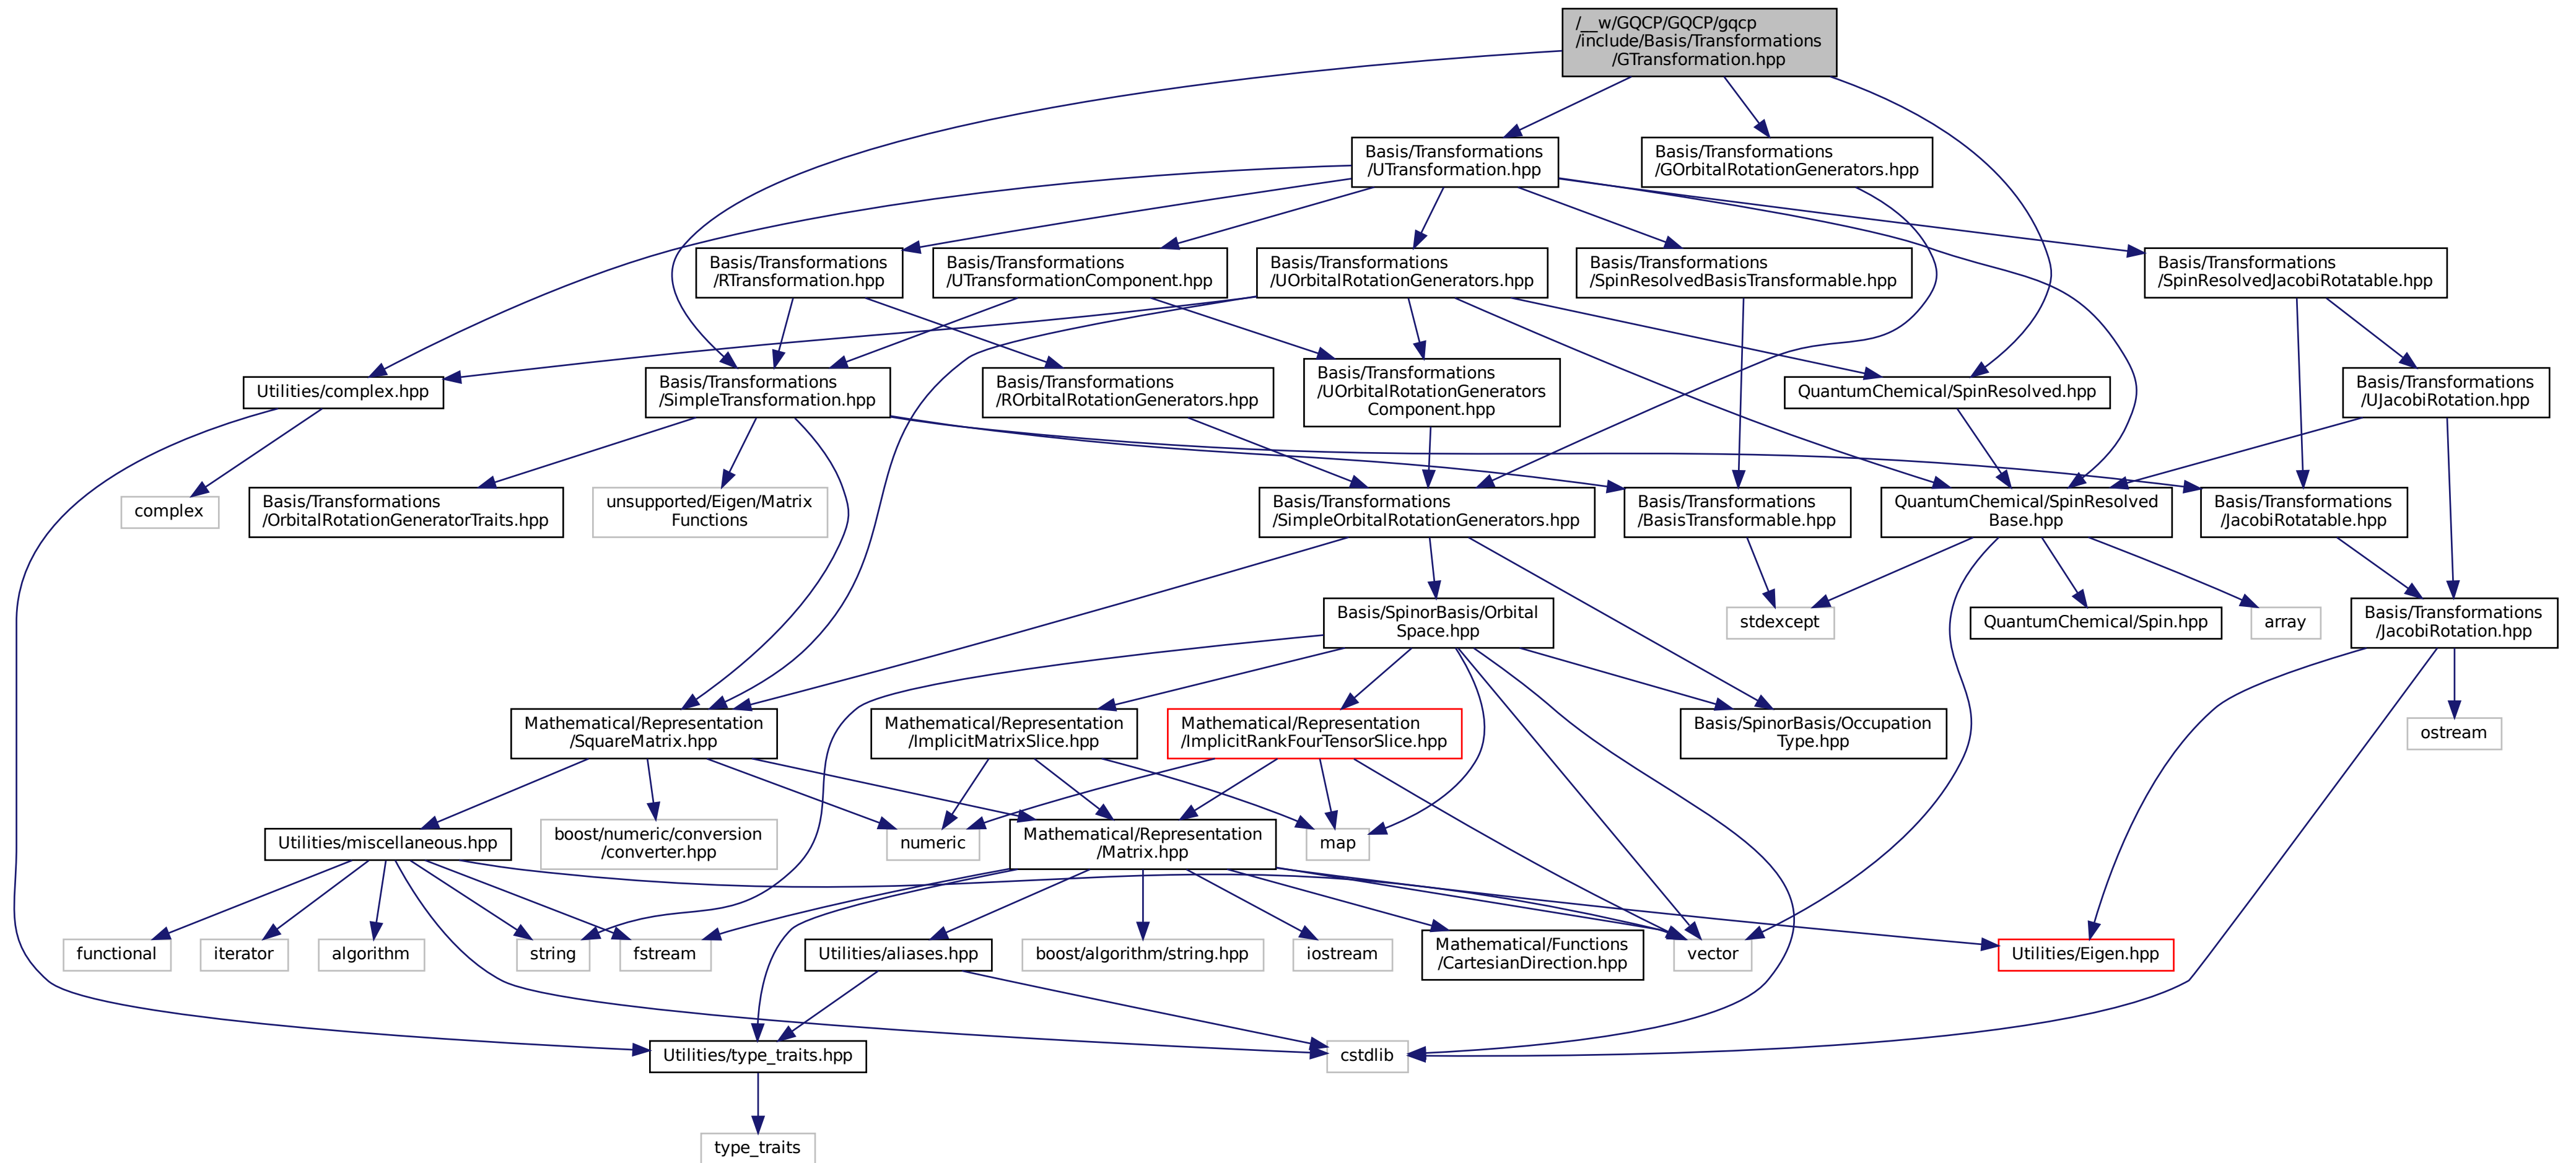 /__w/GQCP/GQCP/gqcp
/include/Basis/Transformations
/GTransformation.hpp
Basis/Transformations
/UTransformation.hpp
Basis/Transformations
/GOrbitalRotationGenerators.hpp
Basis/Transformations
/RTransformation.hpp
Basis/Transformations
/UTransformationComponent.hpp
Basis/Transformations
/UOrbitalRotationGenerators.hpp
Basis/Transformations
/SpinResolvedBasisTransformable.hpp
Basis/Transformations
/SpinResolvedJacobiRotatable.hpp
Utilities/complex.hpp
Basis/Transformations
/SimpleTransformation.hpp
Basis/Transformations
/ROrbitalRotationGenerators.hpp
Basis/Transformations
/UOrbitalRotationGenerators
Component.hpp
QuantumChemical/SpinResolved.hpp
Basis/Transformations
/UJacobiRotation.hpp
complex
Basis/Transformations
/OrbitalRotationGeneratorTraits.hpp
unsupported/Eigen/Matrix
Functions
Basis/Transformations
/SimpleOrbitalRotationGenerators.hpp
Basis/Transformations
/BasisTransformable.hpp
QuantumChemical/SpinResolved
Base.hpp
Basis/Transformations
/JacobiRotatable.hpp
Basis/SpinorBasis/Orbital
Space.hpp
stdexcept
QuantumChemical/Spin.hpp
array
Basis/Transformations
/JacobiRotation.hpp
Mathematical/Representation
/SquareMatrix.hpp
Mathematical/Representation
/ImplicitMatrixSlice.hpp
Mathematical/Representation
/ImplicitRankFourTensorSlice.hpp
Basis/SpinorBasis/Occupation
Type.hpp
ostream
Utilities/miscellaneous.hpp
boost/numeric/conversion
/converter.hpp
numeric
Mathematical/Representation
/Matrix.hpp
map
functional
iterator
algorithm
string
fstream
Utilities/aliases.hpp
boost/algorithm/string.hpp
iostream
Mathematical/Functions
/CartesianDirection.hpp
vector
Utilities/Eigen.hpp
Utilities/type_traits.hpp
cstdlib
type_traits